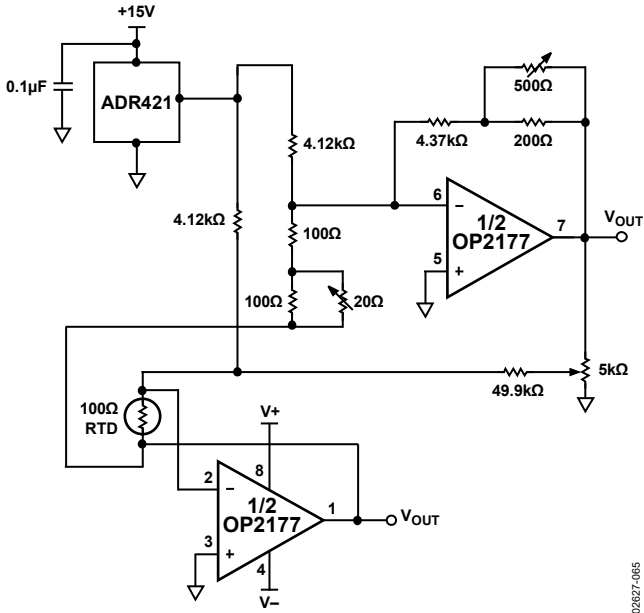 +15V
0.1µF
ADR421
500Ω
4.37kΩ
200Ω
4.12kΩ
4.12kΩ
100Ω
6
–
1/2
OP2177
7
VOUT
5
+
100Ω
20Ω
49.9kΩ
5kΩ
100Ω
RTD
V+
8
2
–
1/2
OP2177
1
VOUT
3
+
4
V–
02627-065